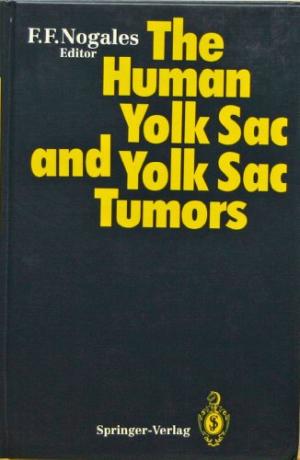 F.F.Nogales
Editor
The
Human
Yolk Sac
and Yolk Sac
Tumors
Springer-Verlag